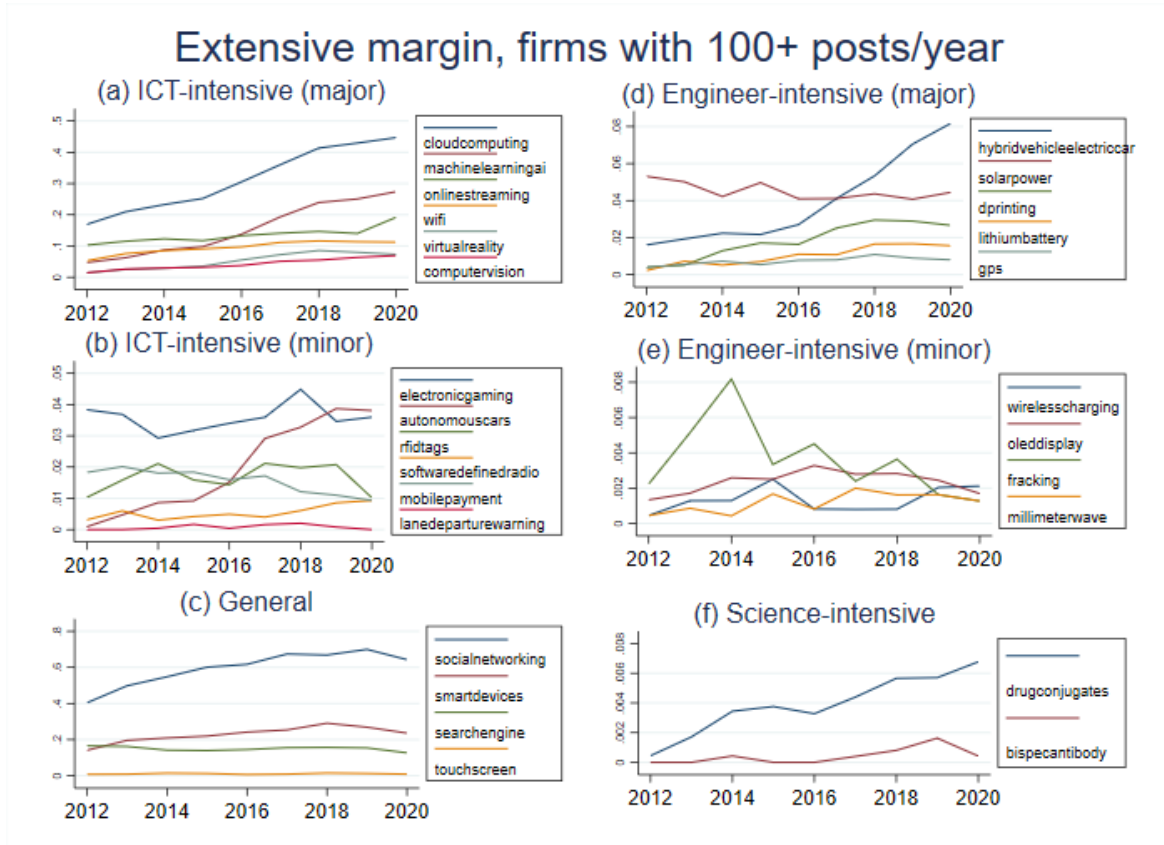 Extensive margin, firms with 100+ posts/year
(a) ICT-intensive (major)
.5
.4
.3
.2
.1
0
2012 2014 2016 2018 2020
cloudcomputing
machinelearningai
onlinestreaming
wifi
virtualreality
computervision
(b) ICT-intensive (minor)
.05
.04
.03
.02
.01
0
2012 2014 2016 2018 2020
electronicgaming
autonomouscars
rfidtags
softwaredefinedradio
mobilepayment
lanedeparturewarning
(c) General
.8
.6
.4
.2
0
2012 2014 2016 2018 2020
socialnetworking
smartdevices
searchengine
touchscreen
(d) Engineer-intensive (major)
.08
.06
.04
.02
0
2012 2014 2016 2018 2020
hybridvehicleelectriccar
solarpower
dprinting
lithiumbattery
gps
(e) Engineer-intensive (minor)
.008
.006
.004
.002
0
2012 2014 2016 2018 2020
wirelesscharging
oleddisplay
fracking
millimeterwave
(f) Science-intensive
.008
.006
.004
.002
0
2012 2014 2016 2018 2020
drugconjugates
bispecantibody